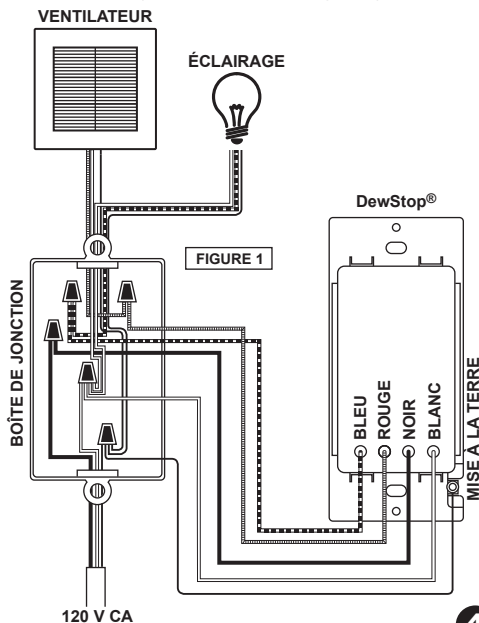 VENTILATEUR
ÉCLAIRAGE
DewStop®
FIGURE 1
BOÎTE DE JONCTION
BLEU
ROUGE
NOIR
BLANC
MISE À LA TERRE
120 V CA